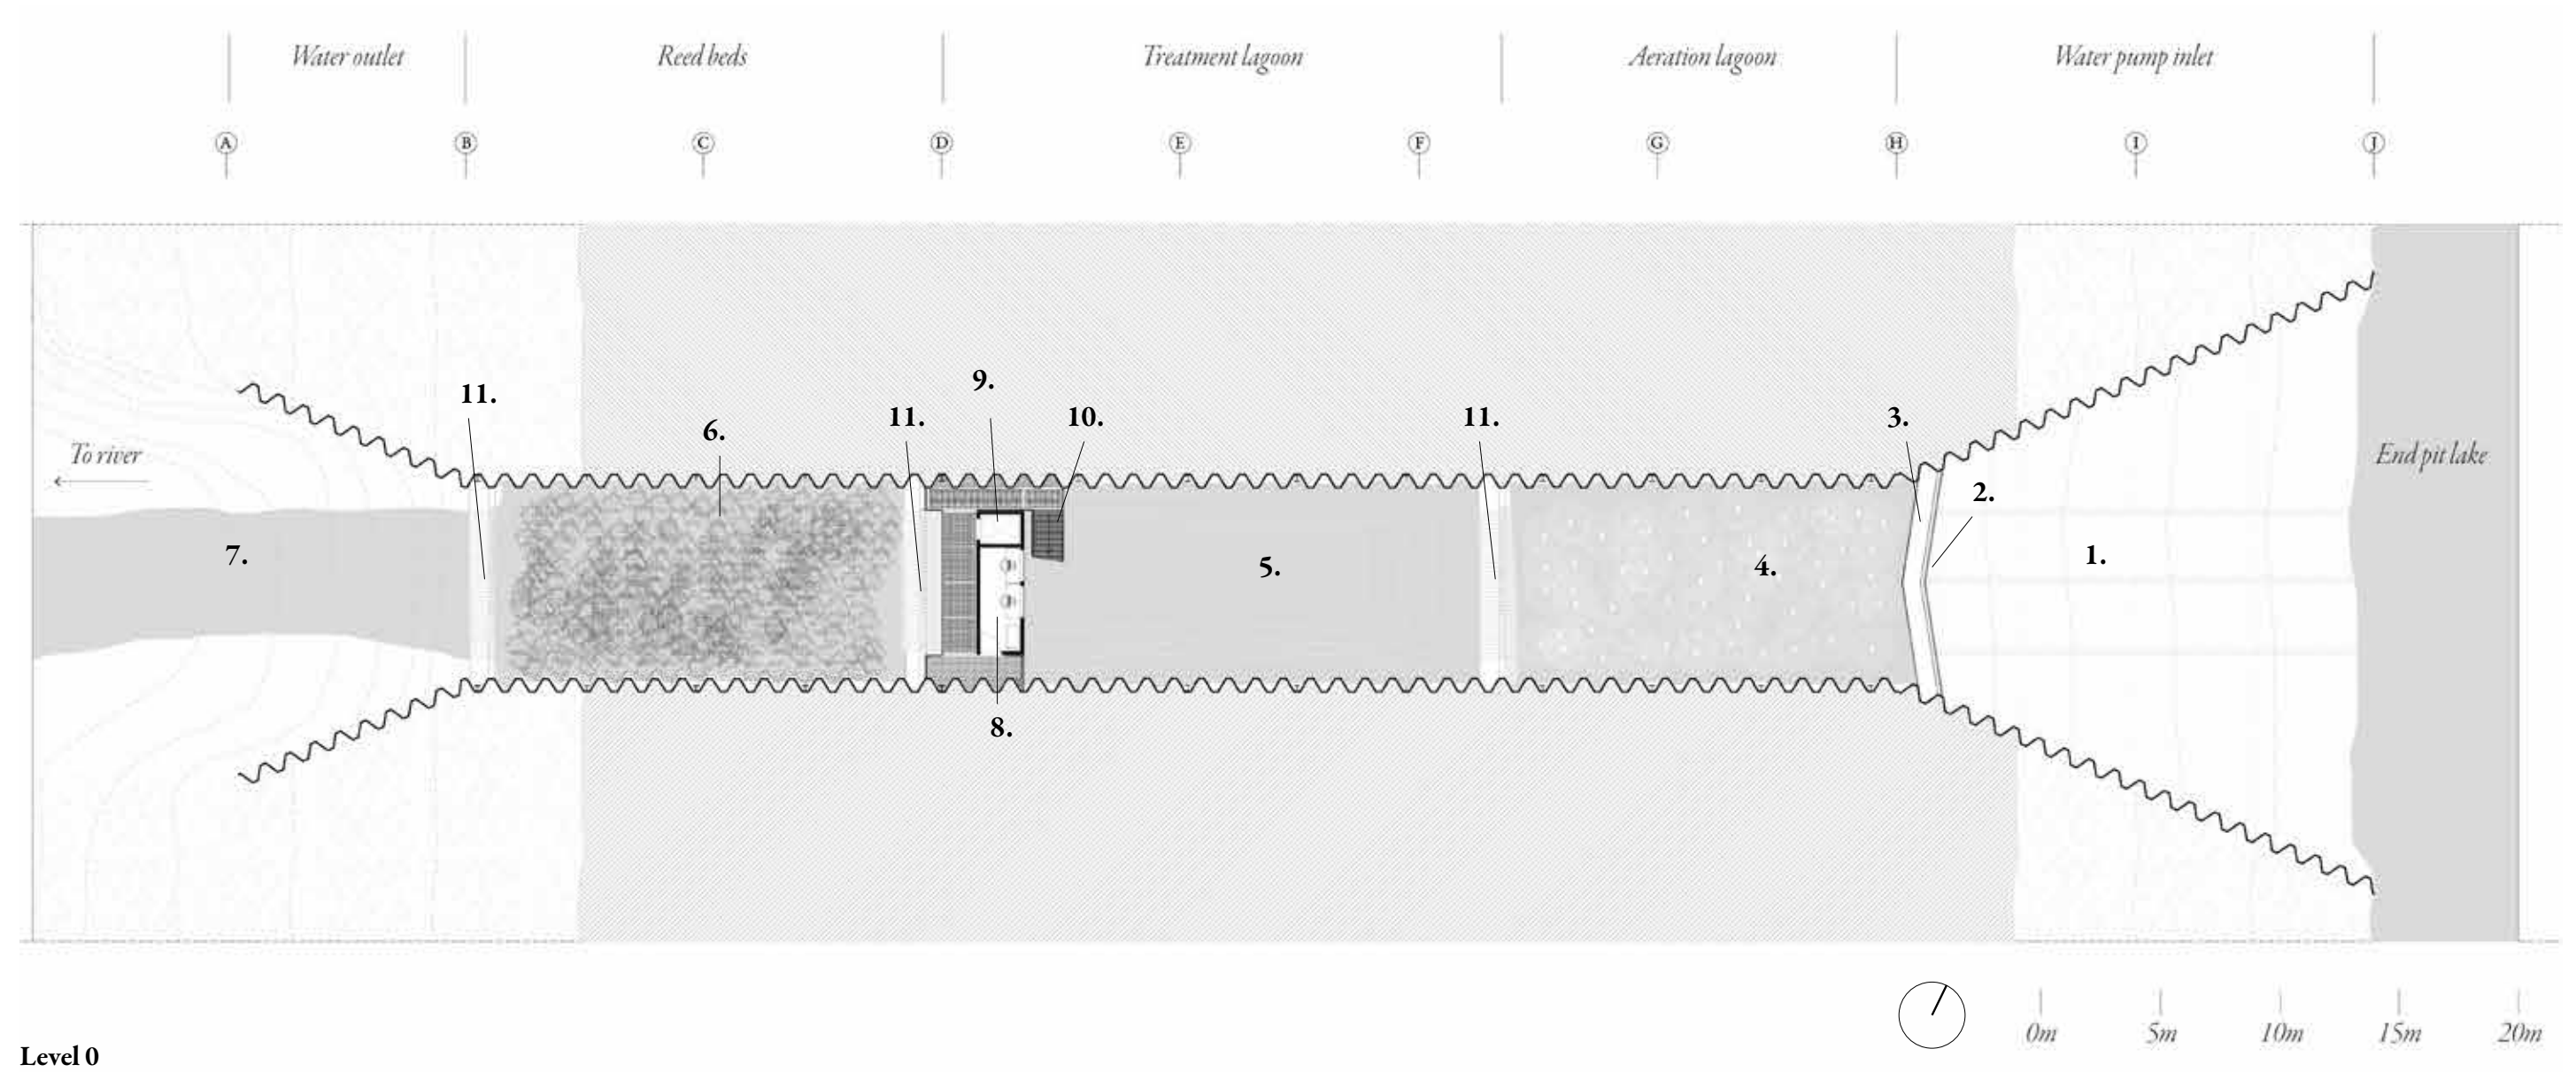 Water outlet
Reed beds
Treatment lagoon
Aeration lagoon
Water pump inlet
A
B
C
D
E
F
G
H
I
J
9.
11.
11.
10.
11.
3.
6.
To river
←
End pit lake
2.
7.
5.
4.
1.
8.
0m
5m
10m
15m
20m
Level 0